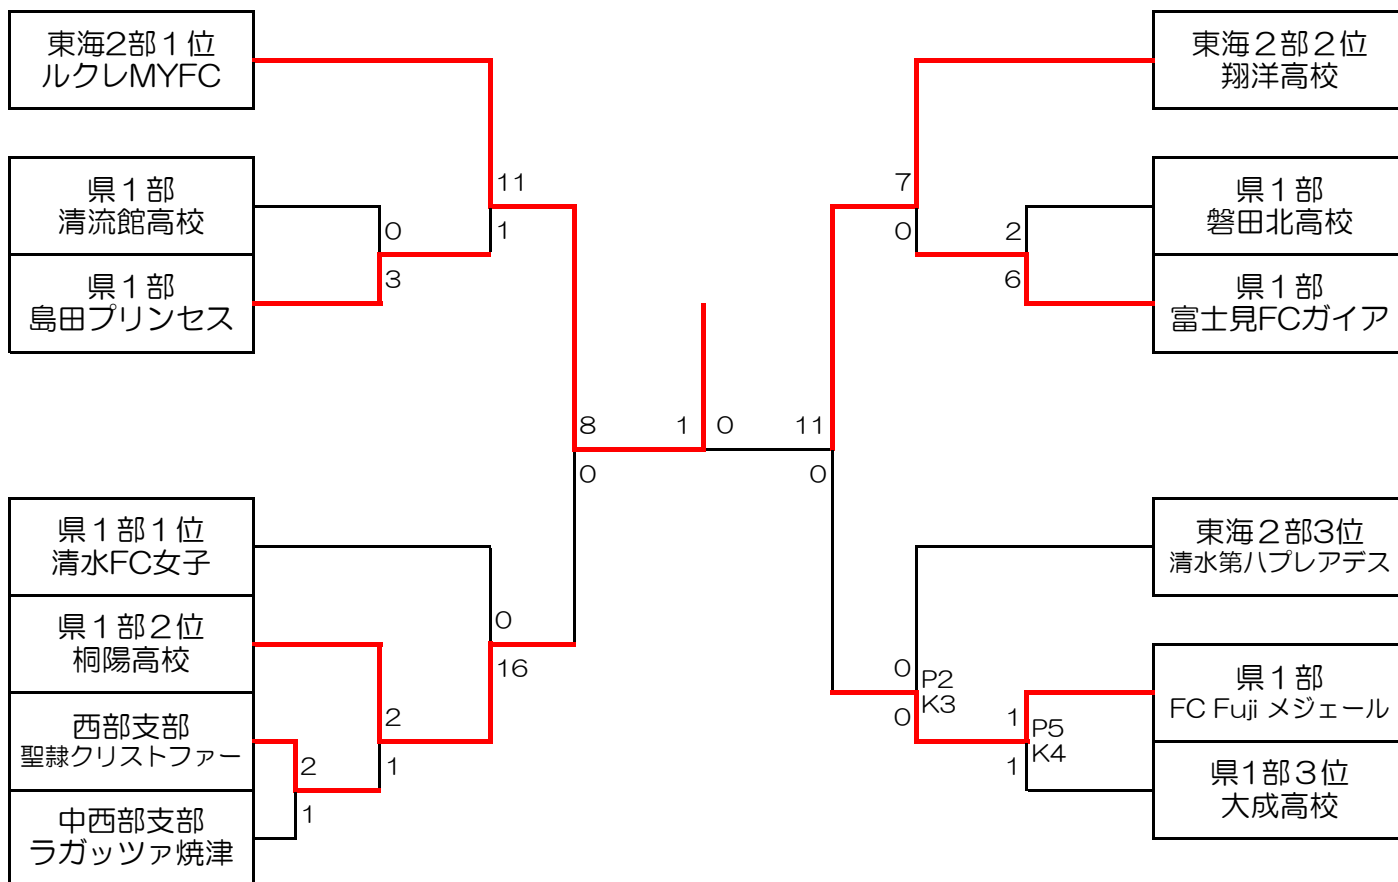 東海2部１位
ルクレMYFC
県１部
清流館高校
県１部
島田プリンセス
0
3
11
1
県１部１位
清水FC女子
県１部２位
桐陽高校
西部支部
聖隷クリストファー
中西部支部
ラガッツァ焼津
2
1
2
1
0
16
8
0
1
0
11
0
東海２部２位
翔洋高校
県１部
磐田北高校
県１部
富士見FCガイア
7
0
2
6
東海２部3位
清水第八プレアデス
県１部
FC Fuji メジェール
県1部３位
大成高校
0
P2
K3
0
1
P5
K4
1